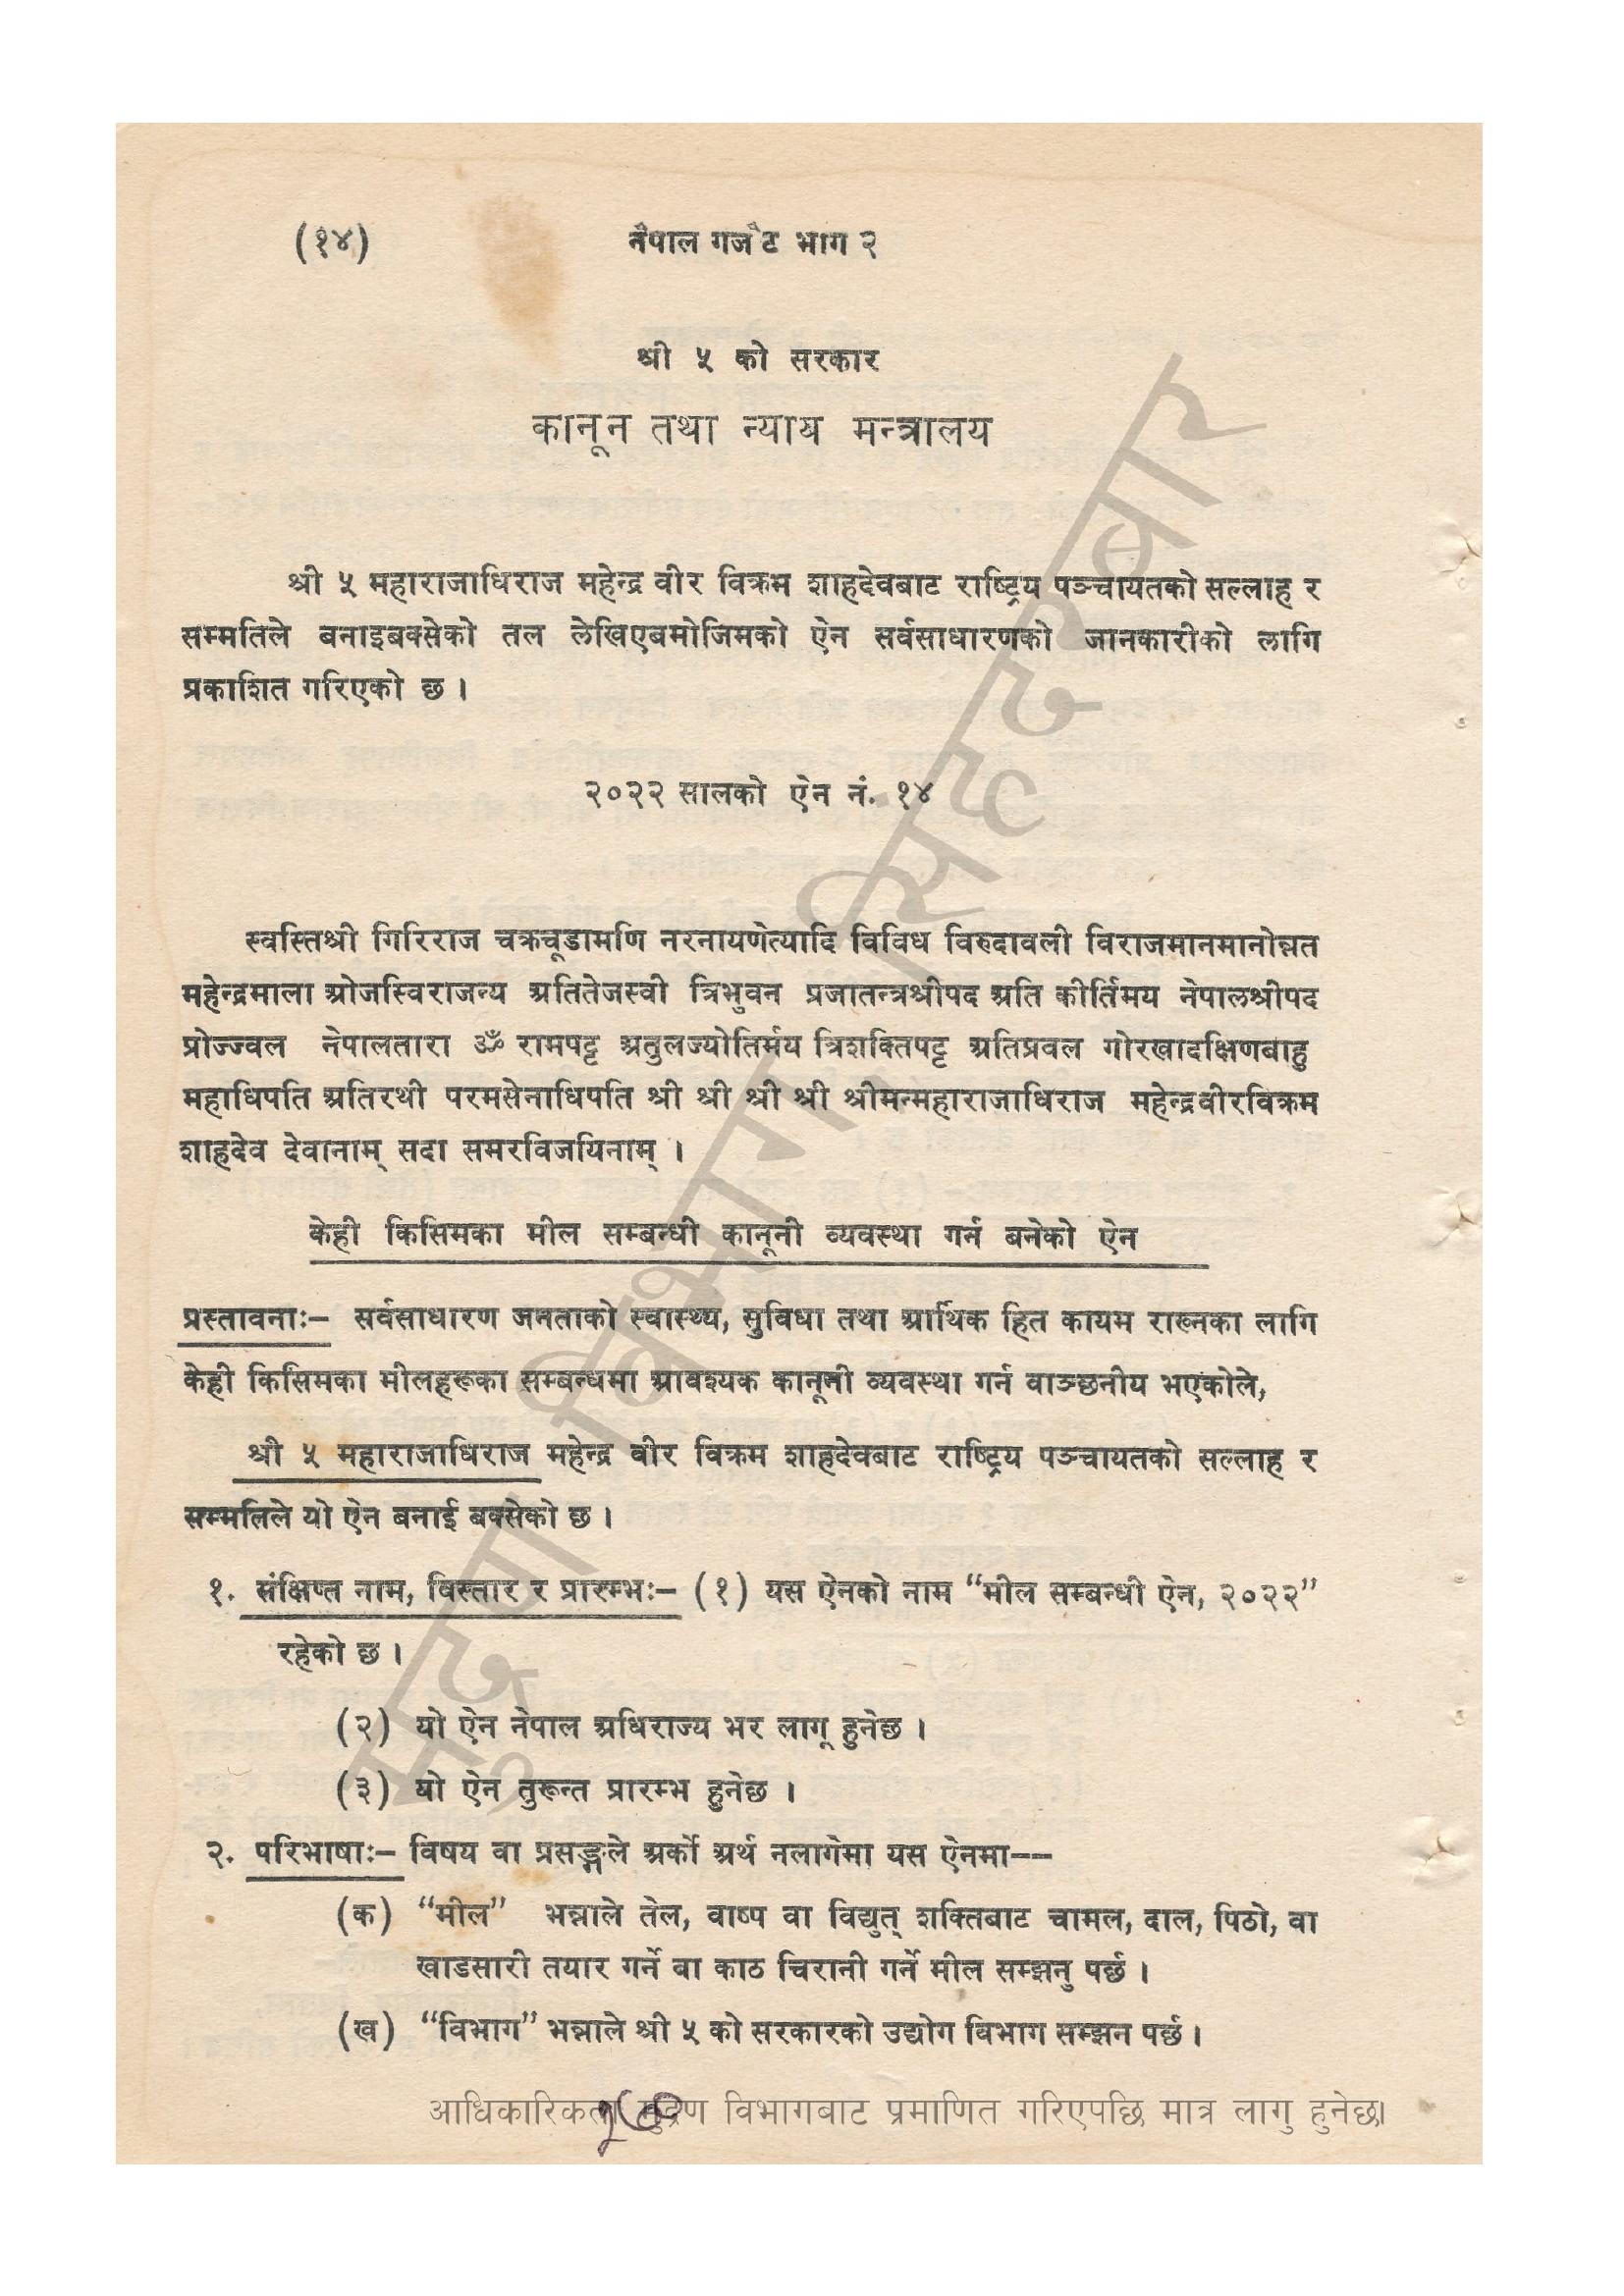 (१४) नेपाल गजेट भाग २
श्री ५ को सरकार
कानून तथा न्याय मन्त्रालय
श्री ५ महाराजाधिराज महेन्द्र वीर विक्रम शाहदेवबाट राष्ट्रिय पञ्चायतको सल्लाह र
सम्मतिले बनाइबक्सेको तल लेखिएबमोजिमको ऐन सर्वसाधारणको जानकारीको लागि
प्रकाशित गरिएको छ ।
२०२२ सालको ऐन नं. १४
स्वस्तिश्री गिरिराज चक्रचूडामणि नरनायणेत्यादि विविध विरुदावली विराजमानमानोन्नत
महेन्द्रमाला ओजस्विराजन्य अतितेजस्वी त्रिभुवन प्रजातन्त्रश्रीपद अति कीर्तिमय नेपालश्रीपद
प्रोज्ज्वल नेपालतारा ॐ रामपट्ट अतुलज्योतिर्मय त्रिशक्तिपट्ट अतिप्रवल गोरखादक्षिणबाहु
महाधिपति अतिरथी परमसेनाधिपति श्री श्री श्री श्री श्रीमन्महाराजाधिराज महेन्द्रवीरविक्रम
शाहदेव देवानाम् सदा समरविजयिनाम् ।
केही किसिमका मील सम्बन्धी कानूनी व्यवस्था गर्न बनेको ऐन
प्रस्तावनाः– सर्वसाधारण जनताको स्वास्थ्य, सुविधा तथा आर्थिक हित कायम राख्नका लागि
केही किसिमका मीलहरूका सम्बन्धमा आवश्यक कानूनी व्यवस्था गर्न वाञ्छनीय भएकोले,
श्री ५ महाराजाधिराज महेन्द्र वीर विक्रम शाहदेवबाट राष्ट्रिय पञ्चायतको सल्लाह र
सम्मतिले यो ऐन बनाई बक्सेको छ ।
१. संक्षिप्त नाम, विस्तार र प्रारम्भः– (१) यस ऐनको नाम “मील सम्बन्धी ऐन, २०२२”
रहेको छ ।
(२) यो ऐन नेपाल अधिराज्य भर लागू हुनेछ ।
(३) यो ऐन तुरून्त प्रारम्भ हुनेछ ।
२. परिभाषाः– विषय वा प्रसङ्गले अर्को अर्थ नलागेमा यस ऐनमा––
(क) “मील” भन्नाले तेल, वाष्प वा विद्युत् शक्तिबाट चामल, दाल, पिठो, वा
खाडसारी तयार गर्ने वा काठ चिरानी गर्ने मील सम्झनु पर्छ ।
(ख) “विभाग” भन्नाले श्री ५ को सरकारको उद्योग विभाग सम्झन पर्छ ।
आधिकारिकता मुद्रण विभागबाट प्रमाणित गरिएपछि मात्र लागु हुनेछ।
मुद्रण विभाग, सिंहदरबार